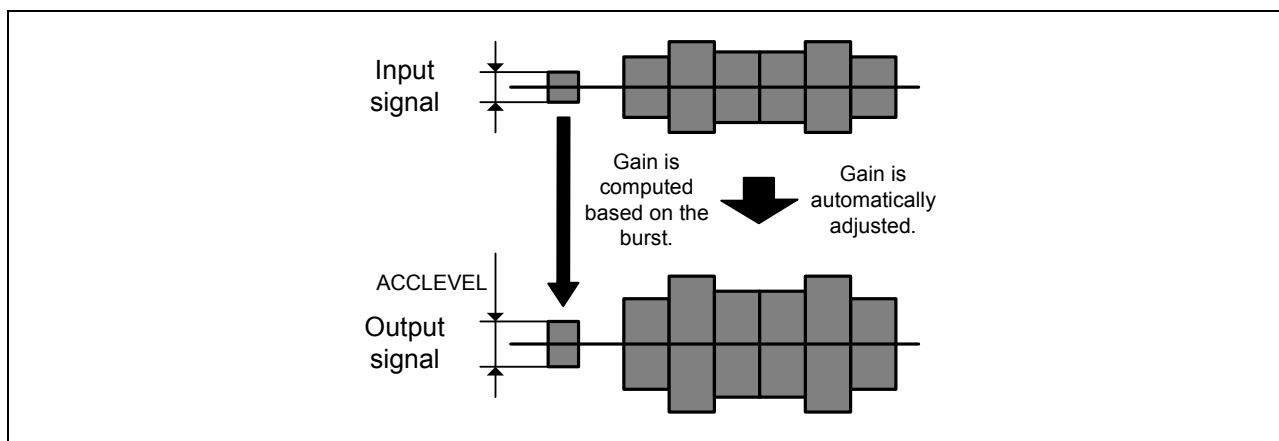 Input
signal
Gain is
computed
based on the
burst.
Gain is
automatically
adjusted.
ACCLEVEL
Output
signal